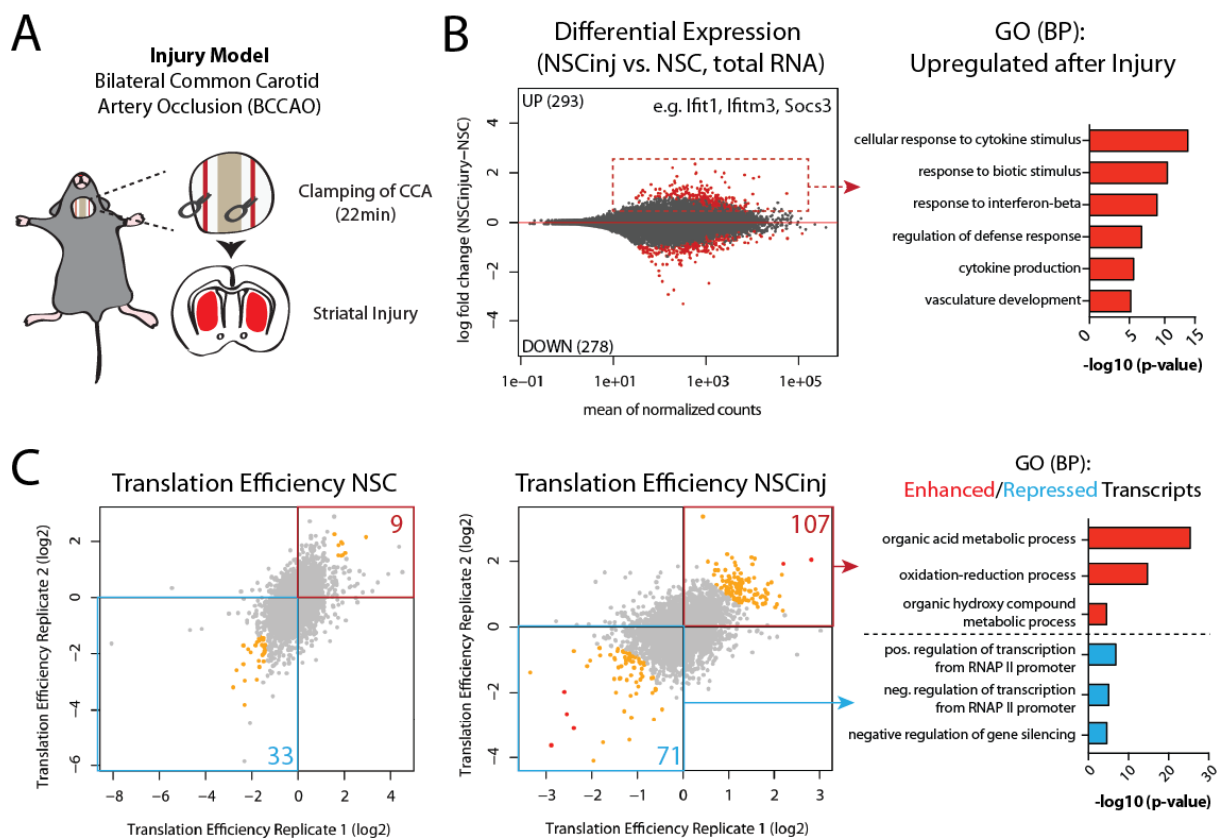 A
Injury Model
Bilateral Common Carotid
Artery Occlusion (BCCAO)
Clamping of CCA
(22min)
Striatal Injury
B
Differential Expression
(NSCinj vs. NSC, total RNA)
UP (293)
e.g. Ifit1, Ifitm3, Socs3
DOWN (278)
log fold change (NSCinjury−NSC)
4
2
0
−2
−4
1e−01
1e+01
1e+03
1e+05
mean of normalized counts
GO (BP):
Upregulated after Injury
cellular response to cytokine stimulus
response to biotic stimulus
response to interferon-beta
regulation of defense response
cytokine production
vasculature development
0
5
10
15
-log10 (p-value)
C
Translation Efficiency NSC
9
33
Translation Efficiency Replicate 2 (log2)
2
0
−2
−4
−6
−8
−6
−4
−2
0
2
4
Translation Efficiency Replicate 1 (log2)
Translation Efficiency NSCinj
107
71
Translation Efficiency Replicate 2 (log2)
2
0
−2
−4
−3
−2
−1
0
1
2
3
Translation Efficiency Replicate 1 (log2)
GO (BP):
Enhanced/Repressed Transcripts
organic acid metabolic process
oxidation-reduction process
organic hydroxy compound
metabolic process
pos. regulation of transcription
from RNAP II promoter
neg. regulation of transcription
from RNAP II promoter
negative regulation of gene silencing
0
10
20
30
-log10 (p-value)